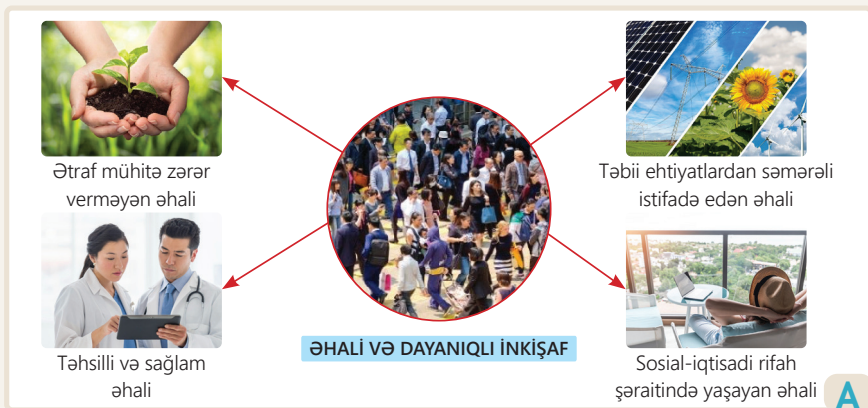 Ətraf mühitə zərər
verməyən əhali
Təbii ehtiyatlardan səmərəli
istifadə edən əhali
Təhsilli və sağlam
əhali
ƏHALİ VƏ DAYANIQLI İNKİŞAF
Sosial-iqtisadi rifah
şəraitində yaşayan əhali
A